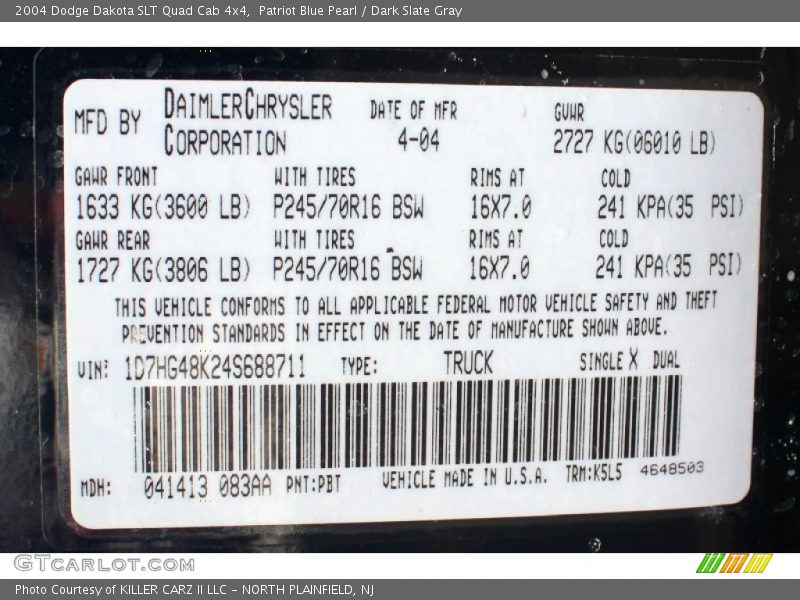 2004 Dodge Dakota SLT Quad Cab 4x4, Patriot Blue Pearl / Dark Slate Gray
MFD BY DAIMLERCHRYSLER CORPORATION DATE OF MFR 4-04 GVWR 2727 KG(06010 LB)
GAWR FRONT WITH TIRES RIMS AT COLD
1633 KG(3600 LB) P245/70R16 BSW 16X7.0 241 KPA(35 PSI)
GAWR REAR WITH TIRES RIMS AT COLD
1727 KG(3806 LB) P245/70R16 BSW 16X7.0 241 KPA(35 PSI)
THIS VEHICLE CONFORMS TO ALL APPLICABLE FEDERAL MOTOR VEHICLE SAFETY AND THEFT
PREVENTION STANDARDS IN EFFECT ON THE DATE OF MANUFACTURE SHOWN ABOVE.
VIN: 1D7HG48K24S688711 TYPE: TRUCK SINGLE X DUAL
MDH: 041413 083AA PNT:PBT VEHICLE MADE IN U.S.A. TRM:K5L5 4648503
GTCARLOT.COM
Photo Courtesy of KILLER CARZ II LLC – NORTH PLAINFIELD, NJ